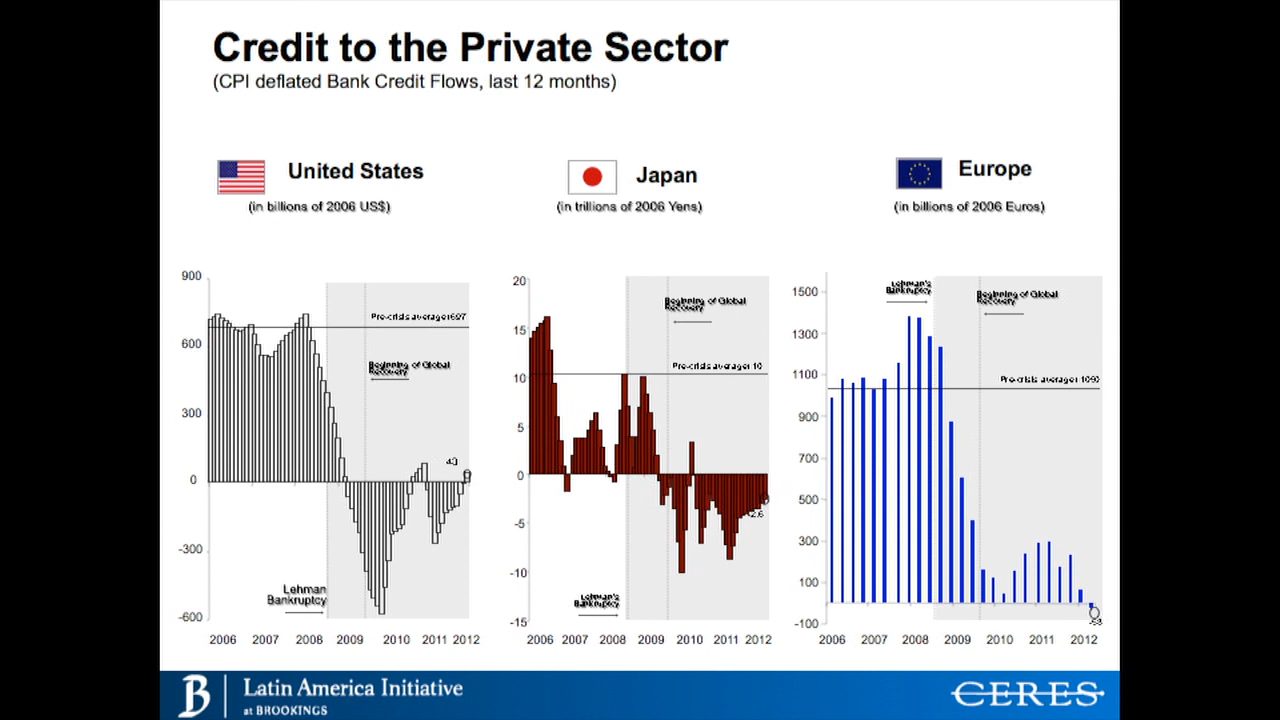 Credit to the Private Sector
(CPI deflated Bank Credit Flows, last 12 months)
United States
(in billions of 2006 US$)
Japan
(in trillions of 2006 Yens)
Europe
(in billions of 2006 Euros)
900
600
300
0
-300
-600
Pre-crisis average: 697
Beginning of Global
Recovery
43
Lehman
Bankruptcy
2006 2007 2008 2009 2010 2011 2012
20
15
10
5
0
-5
-10
-15
Beginning of Global
Recovery
Pre-crisis average: 10
-2.6
Lehman's
Bankruptcy
2006 2007 2008 2009 2010 2011 2012
1500
1300
1100
900
700
500
300
100
-100
Lehman's
Bankruptcy
Beginning of Global
Recovery
Pre-crisis average: 1090
2006 2007 2008 2009 2010 2011 2012
B
Latin America Initiative
at BROOKINGS
CERES